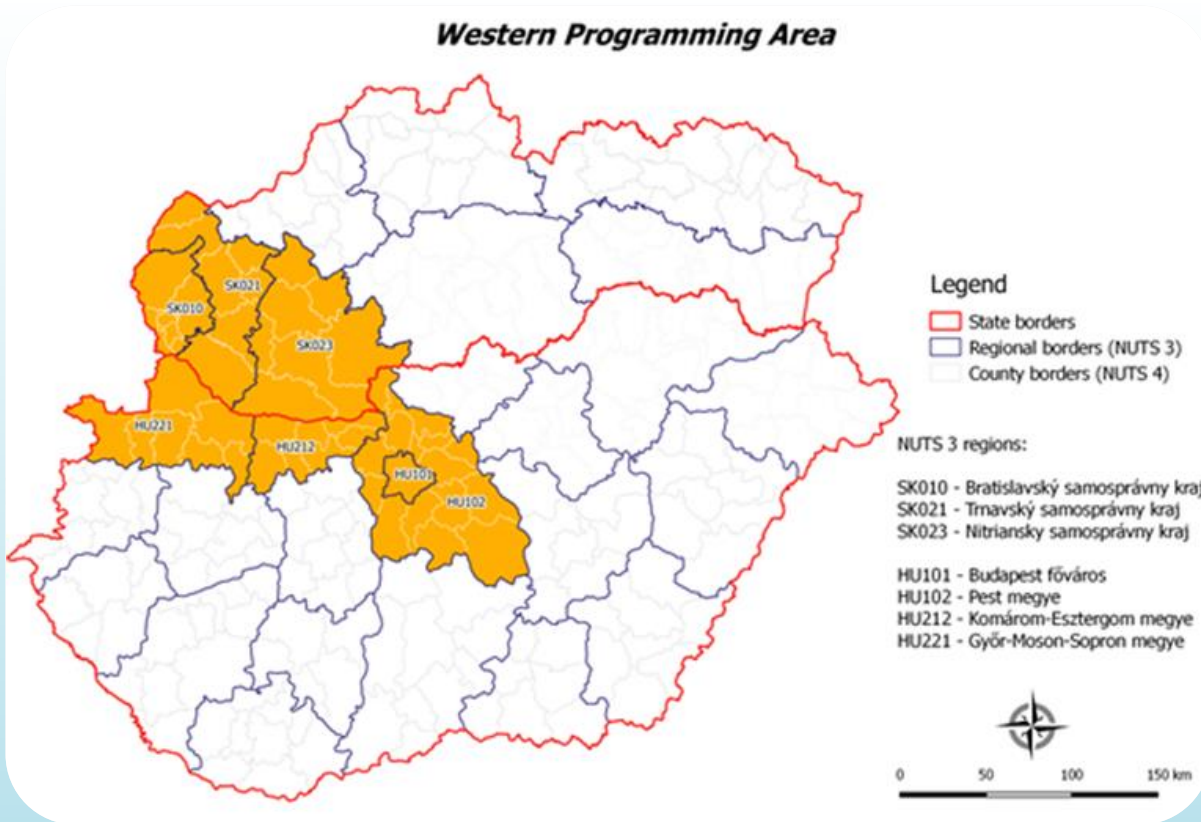 Western Programming Area
SK021
SK010
SK023
HU221
HU212
HU101
HU102
Legend
State borders
Regional borders (NUTS 3)
County borders (NUTS 4)
NUTS 3 regions:
SK010 - Bratislavský samosprávny kraj
SK021 - Trnavský samosprávny kraj
SK023 - Nitriansky samosprávny kraj
HU101 - Budapest főváros
HU102 - Pest megye
HU212 - Komárom-Esztergom megye
HU221 - Győr-Moson-Sopron megye
0 50 100 150 km